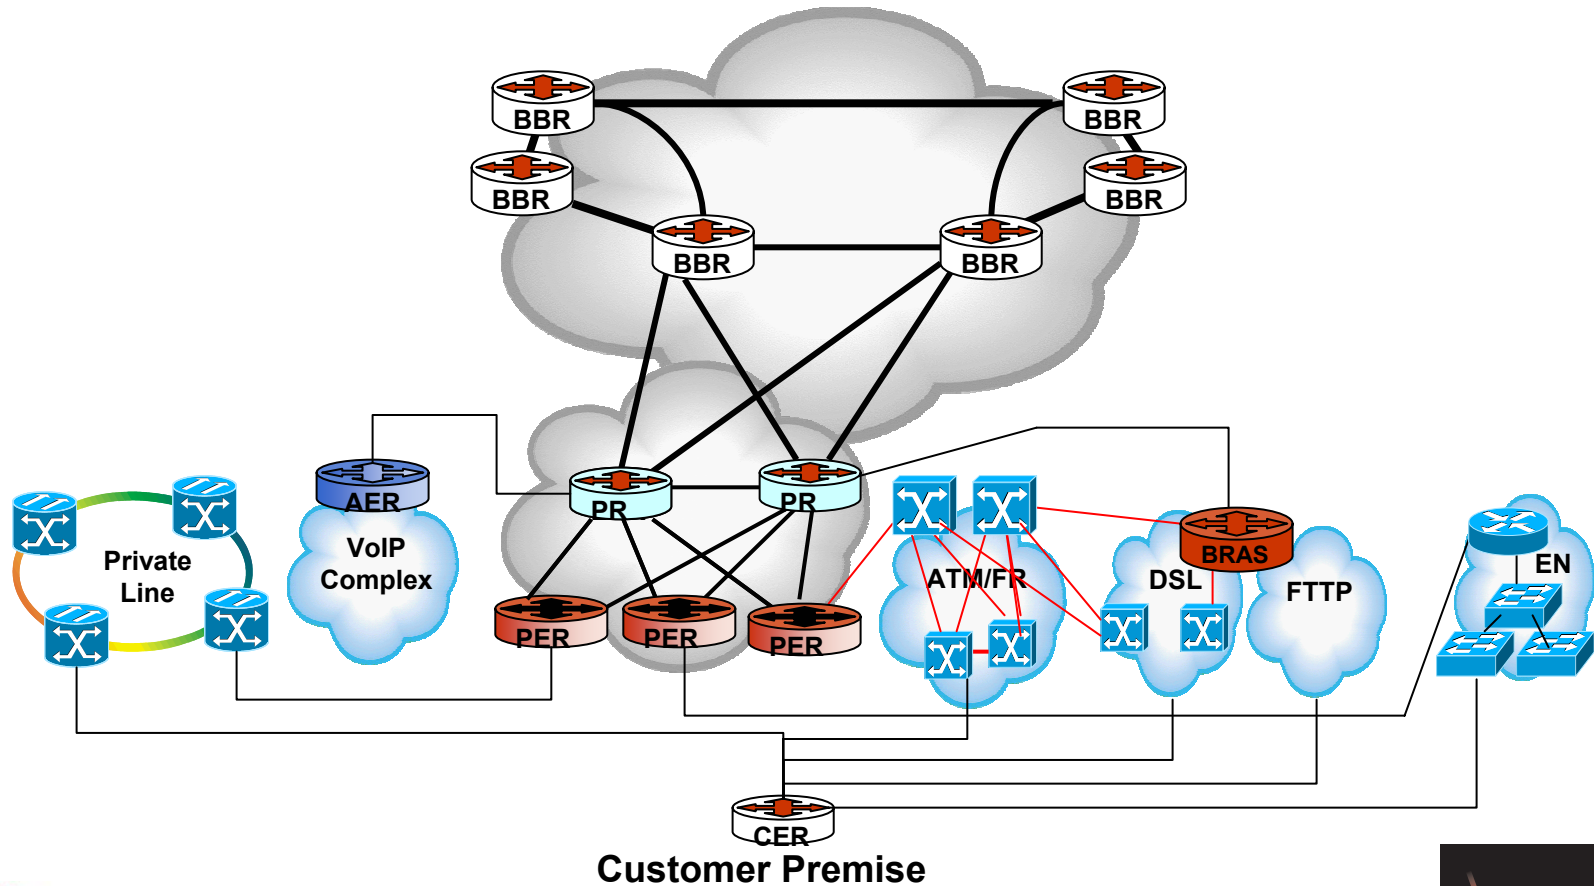 BBR
BBR
BBR
BBR
BBR
BBR
AER
PR
PR
Private
Line
VoIP
Complex
ATM/FR
DSL
BRAS
FTTP
EN
PER
PER
PER
CER
Customer Premise